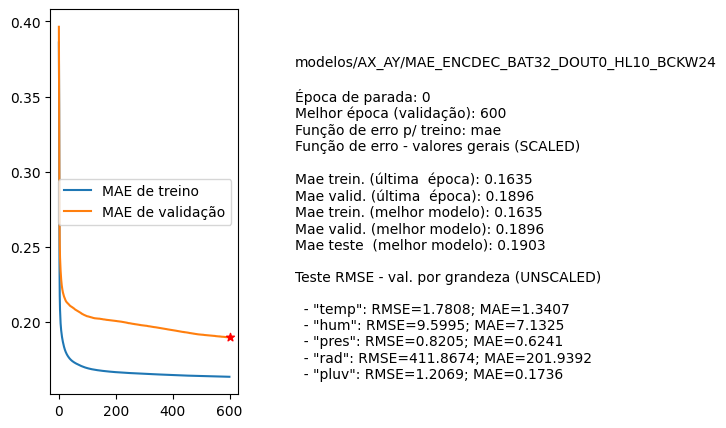 0.40
0.35
0.30
0.25
0.20
0
200
400
600
MAE de treino
MAE de validação
modelos/AX_AY/MAE_ENCDEC_BAT32_DOUT0_HL10_BCKW24
Época de parada: 0
Melhor época (validação): 600
Função de erro p/ treino: mae
Função de erro - valores gerais (SCALED)
Mae trein. (última  época): 0.1635
Mae valid. (última  época): 0.1896
Mae trein. (melhor modelo): 0.1635
Mae valid. (melhor modelo): 0.1896
Mae teste  (melhor modelo): 0.1903
Teste RMSE - val. por grandeza (UNSCALED)
- "temp": RMSE=1.7808; MAE=1.3407
- "hum": RMSE=9.5995; MAE=7.1325
- "pres": RMSE=0.8205; MAE=0.6241
- "rad": RMSE=411.8674; MAE=201.9392
- "pluv": RMSE=1.2069; MAE=0.1736